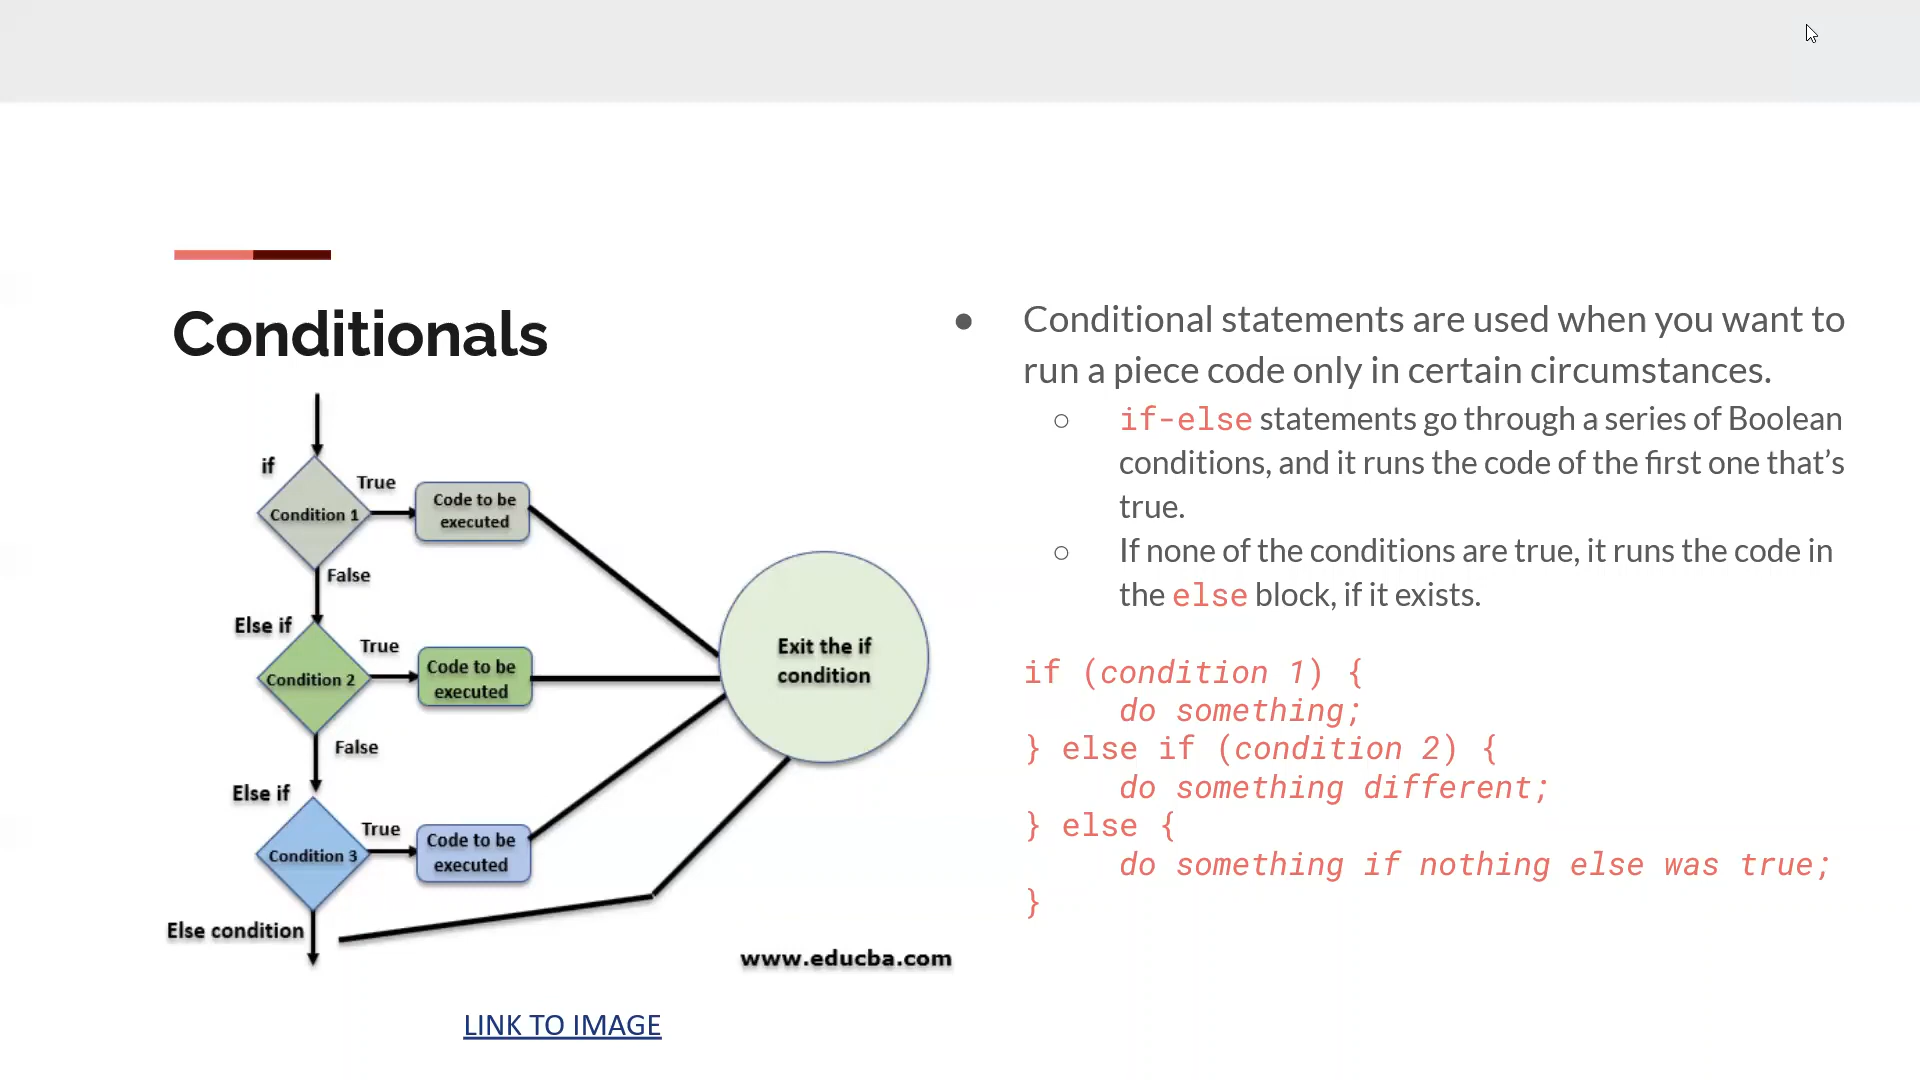 Conditionals
if
True
Condition 1
Code to be
executed
False
Else if
True
Condition 2
Code to be
executed
False
Else if
True
Condition 3
Code to be
executed
Else condition
Exit the if
condition
www.educba.com
LINK TO IMAGE
● Conditional statements are used when you want to
run a piece code only in certain circumstances.
○ if-else statements go through a series of Boolean
conditions, and it runs the code of the first one that’s
true.
○ If none of the conditions are true, it runs the code in
the else block, if it exists.
if (condition 1) {
do something;
} else if (condition 2) {
do something different;
} else {
do something if nothing else was true;
}